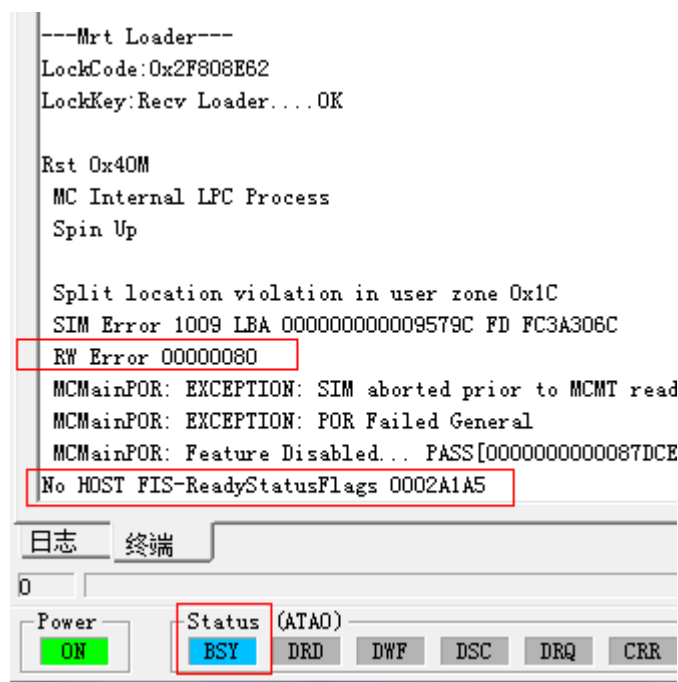 ---Mrt Loader---
LockCode:0x2F808E62
LockKey:Recv Loader....OK
Rst 0x40M
MC Internal LPC Process
Spin Up
Split location violation in user zone 0x1C
SIM Error 1009 LBA 000000000009579C FD FC3A306C
RW Error 00000080
MCMainPOR: EXCEPTION: SIM aborted prior to MCMT read
MCMainPOR: EXCEPTION: POR Failed General
MCMainPOR: Feature Disabled... PASS[0000000000087DCE
No HOST FIS-ReadyStatusFlags 0002A1A5
日志 终端
0
Power Status (ATA0)
ON BSY DRD DWF DSC DRQ CRR